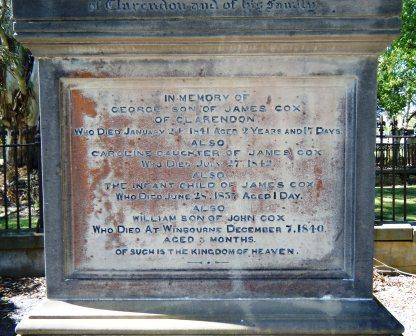 of Clarendon and of his Family
IN MEMORY OF
GEORGE SON OF JAMES COX
OF CLARENDON
WHO DIED JANUARY 24 1841 AGED 2 YEARS AND 17 DAYS.
ALSO
CAROLINE DAUGHTER OF JAMES COX
WHO DIED JULY 27. 1842.
ALSO
THE INFANT CHILD OF JAMES COX
WHO DIED JUNE 28, 1837 AGED 1 DAY.
ALSO
WILLIAM SON OF JOHN COX
WHO DIED AT WINBOURNE DECEMBER 7. 1840.
AGED MONTHS.
OF SUCH IS THE KINGDOM OF HEAVEN.